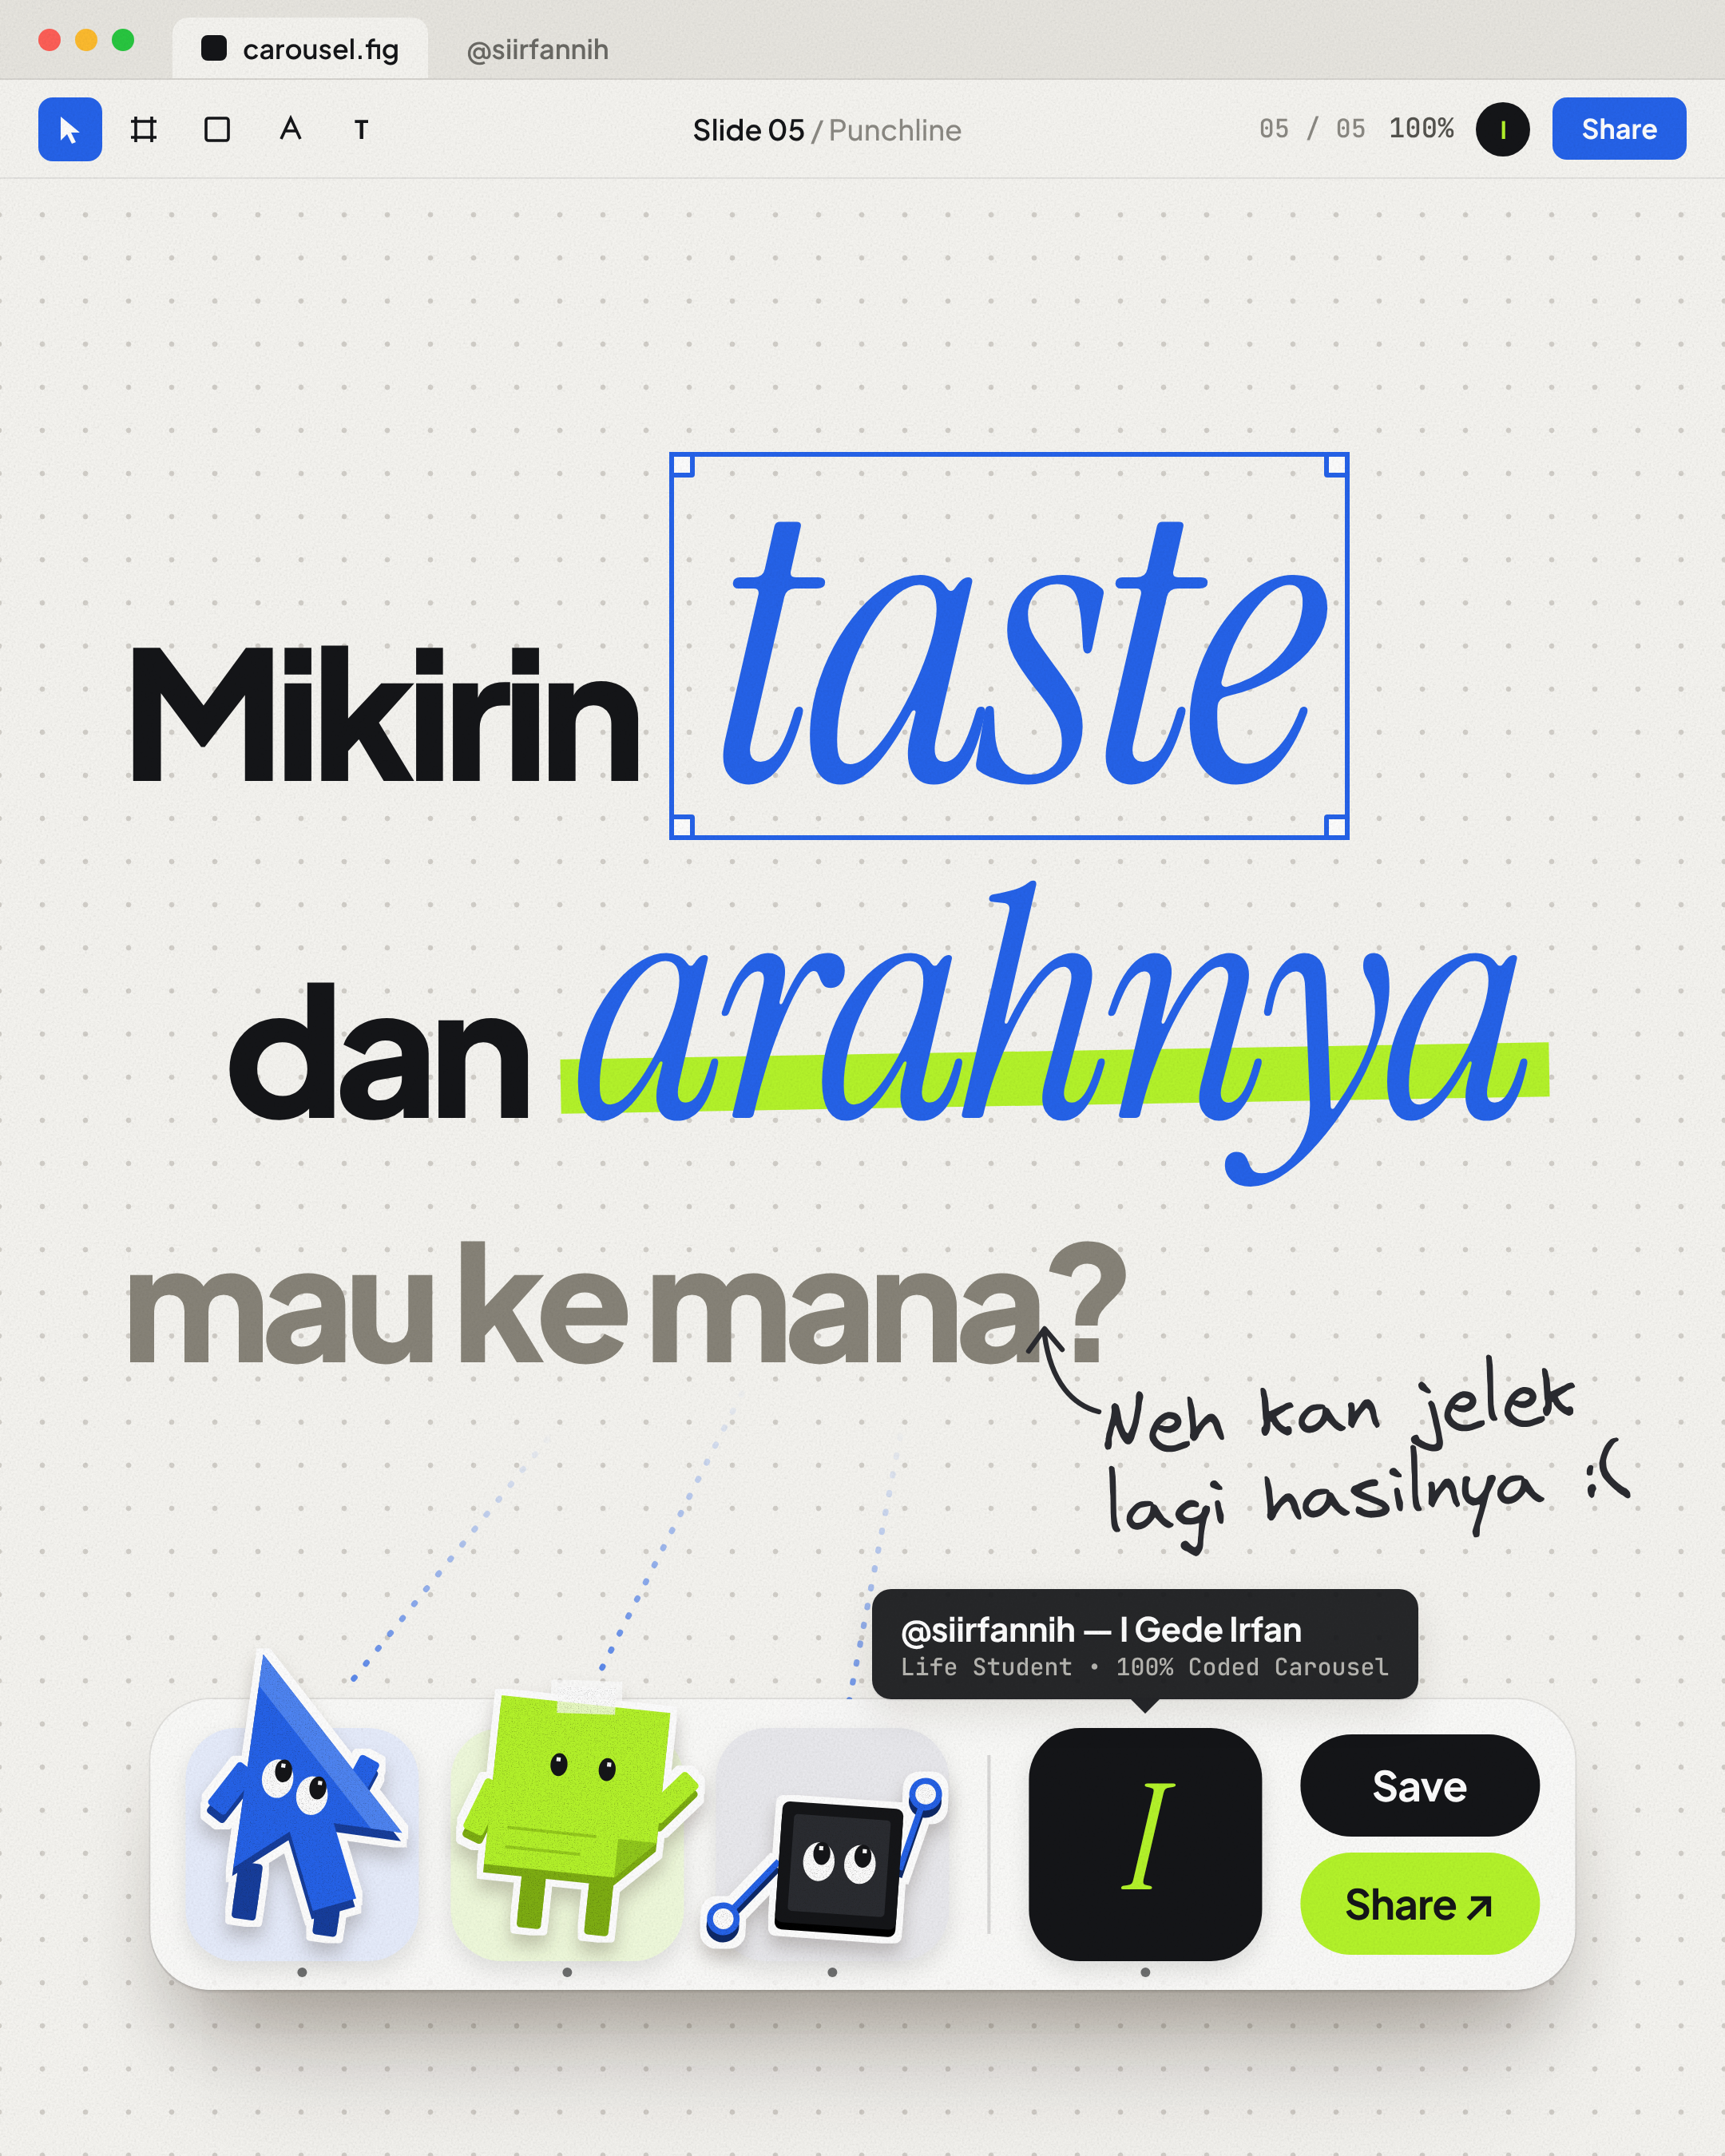 carousel.fig
@siirfannih
T
Slide 05 / Punchline
05 / 05 100%
I
Share
Mikirin taste
dan arahnya
mau ke mana?
Neh kan jelek
lagi hasilnya :(
@siirfannih — I Gede Irfan
Life Student • 100% Coded Carousel
I
Save
Share ↗